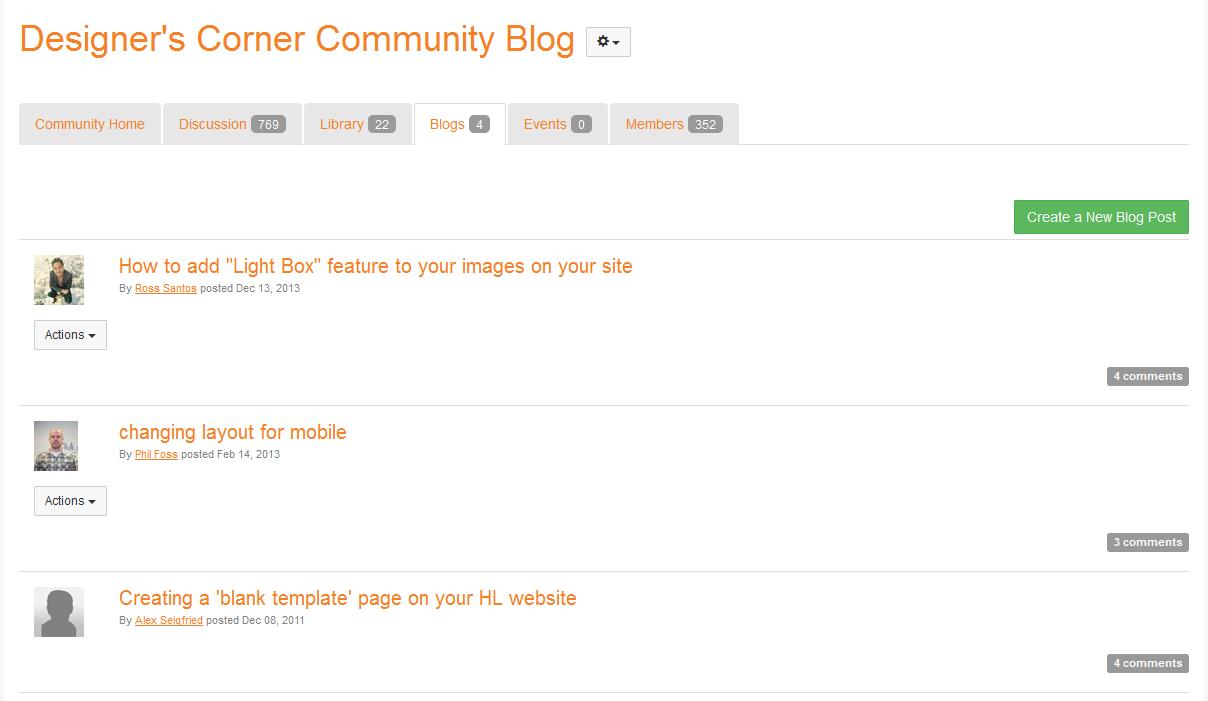 Designer's Corner Community Blog
Community Home Discussion 769 Library 22 Blogs 4 Events 0 Members 352
Create a New Blog Post
How to add "Light Box" feature to your images on your site
By Ross Santos posted Dec 13, 2013
Actions
4 comments
changing layout for mobile
By Phil Foss posted Feb 14, 2013
Actions
3 comments
Creating a 'blank template' page on your HL website
By Alex Seigfried posted Dec 08, 2011
4 comments